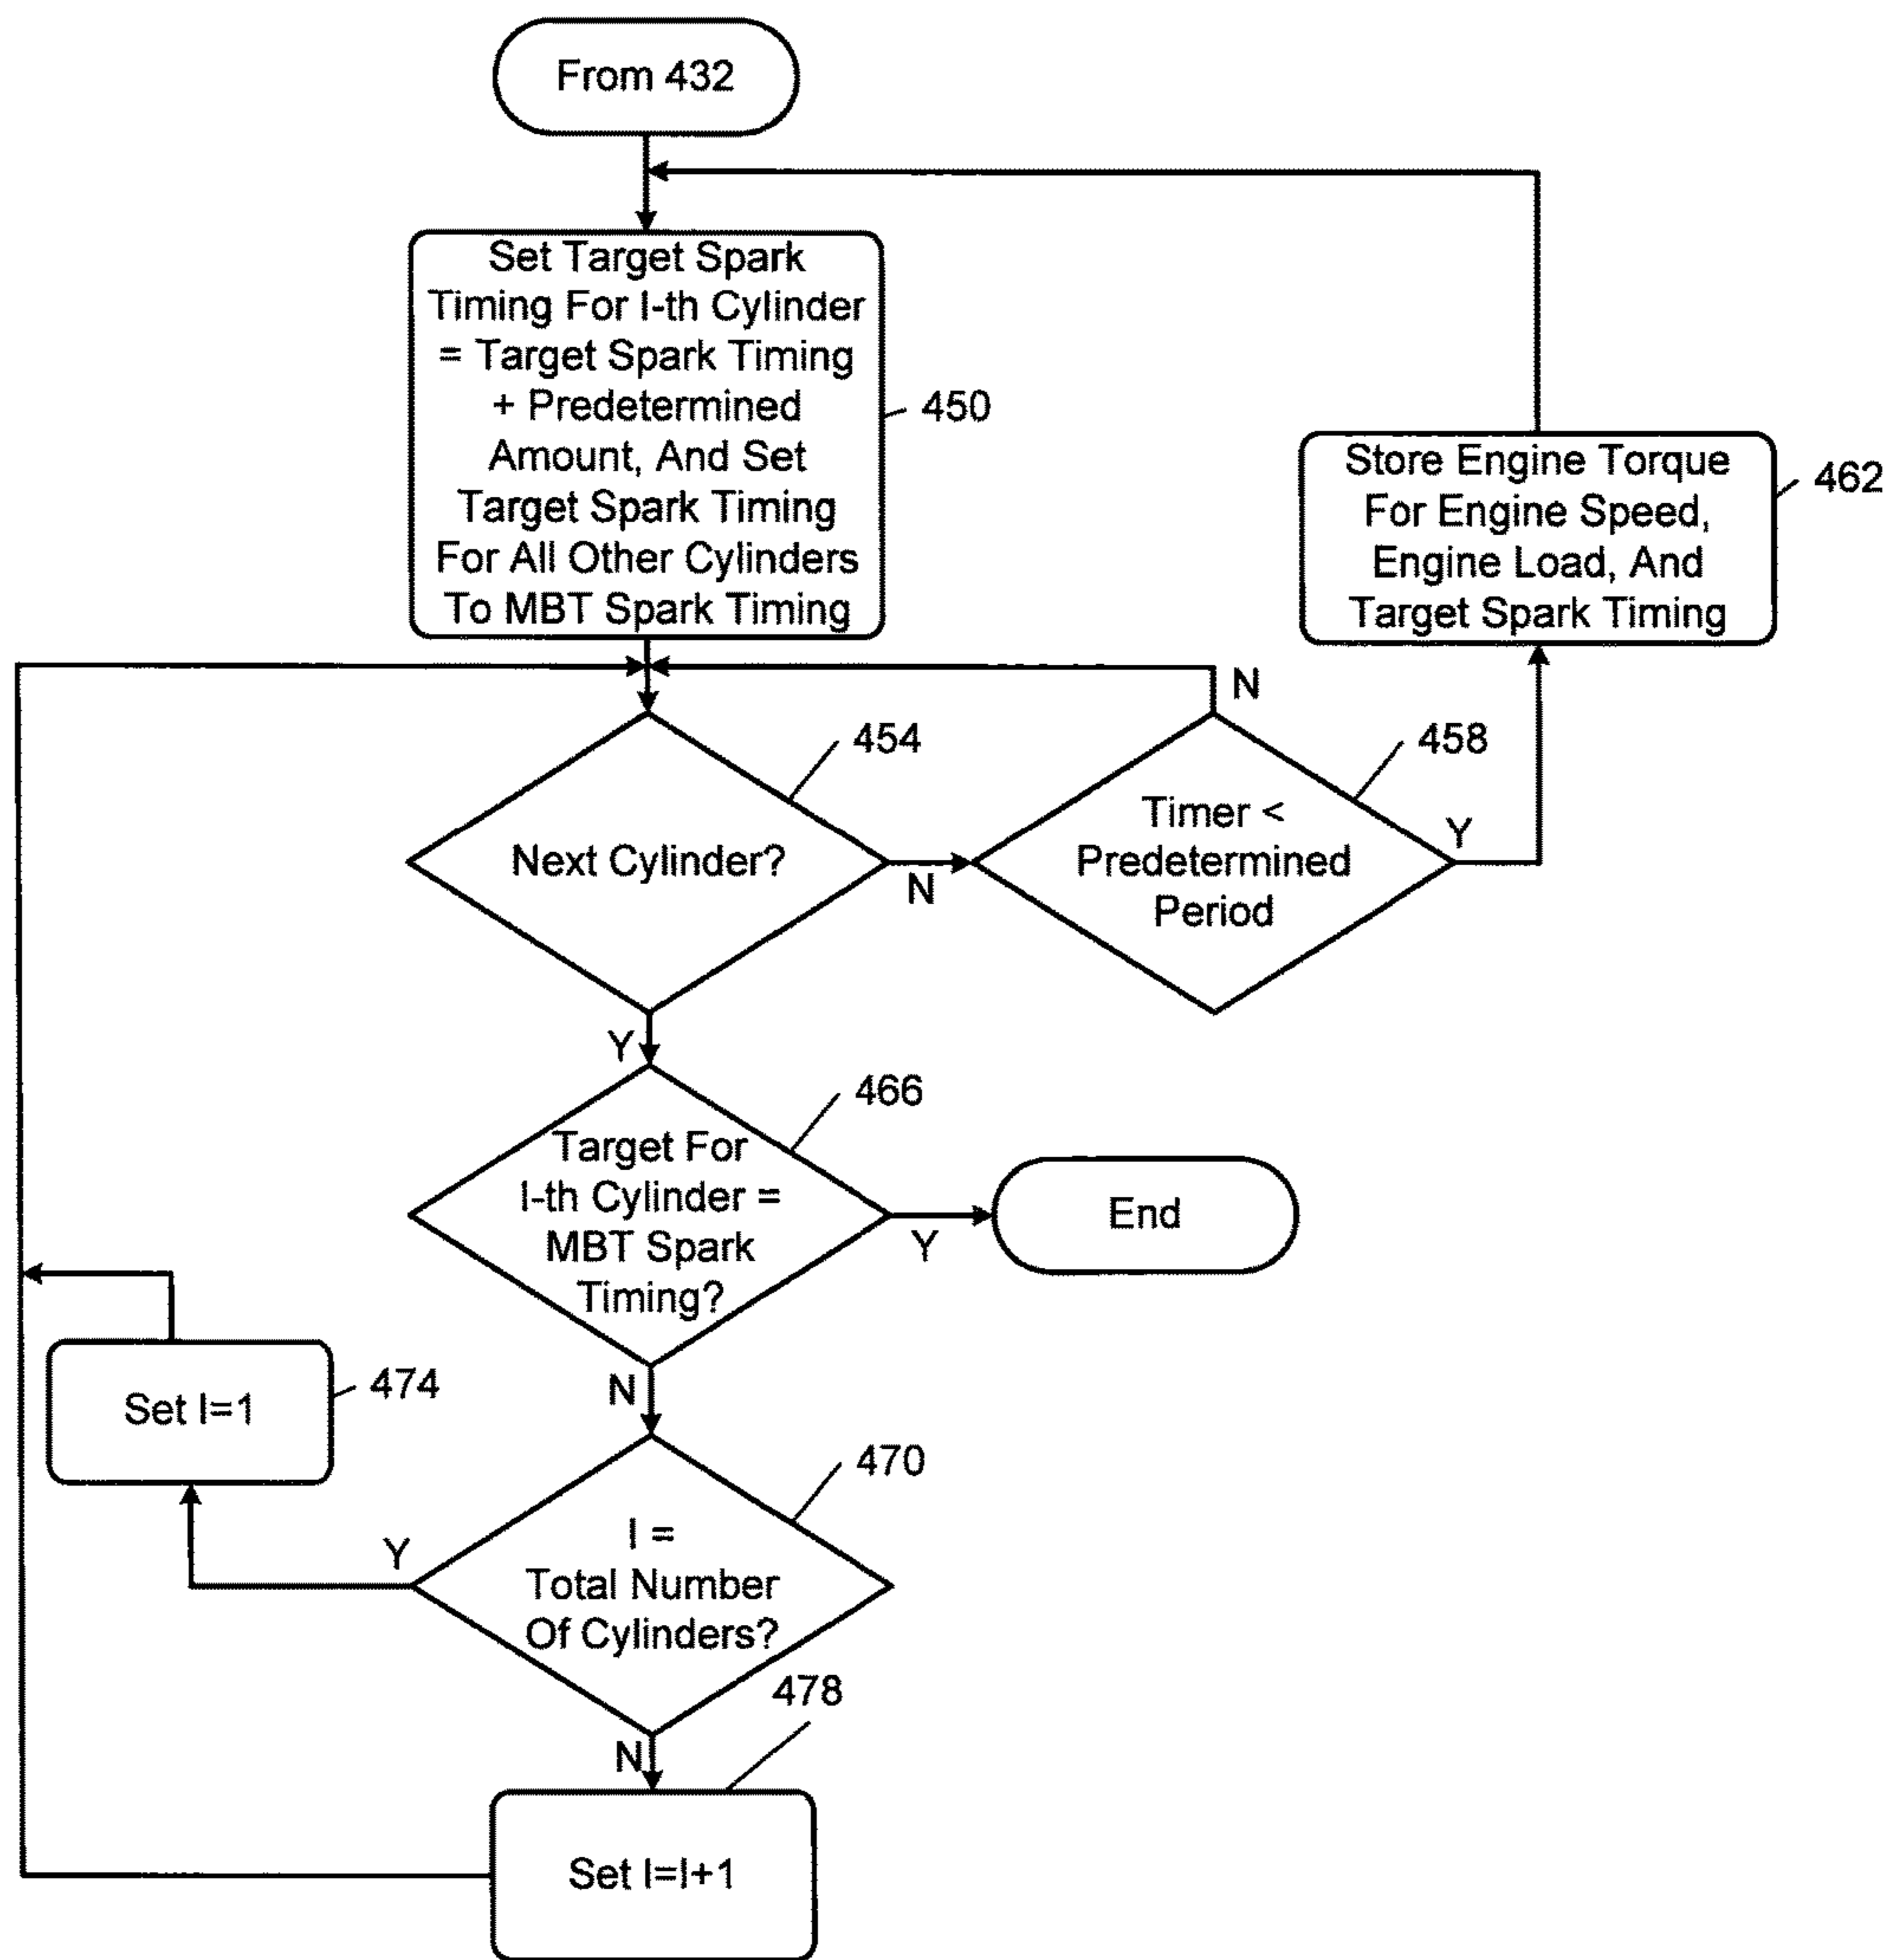 From 432
Set Target Spark
Timing For I-th Cylinder
= Target Spark Timing
+ Predetermined
Amount, And Set
Target Spark Timing
For All Other Cylinders
To MBT Spark Timing
450
Store Engine Torque
For Engine Speed,
Engine Load, And
Target Spark Timing
462
N
454
458
Next Cylinder?
N
Timer <
Predetermined
Period
Y
Y
466
Target For
I-th Cylinder =
MBT Spark
Timing?
Y
End
N
Set I=1
474
470
Y
I =
Total Number
Of Cylinders?
478
N
Set I=I+1